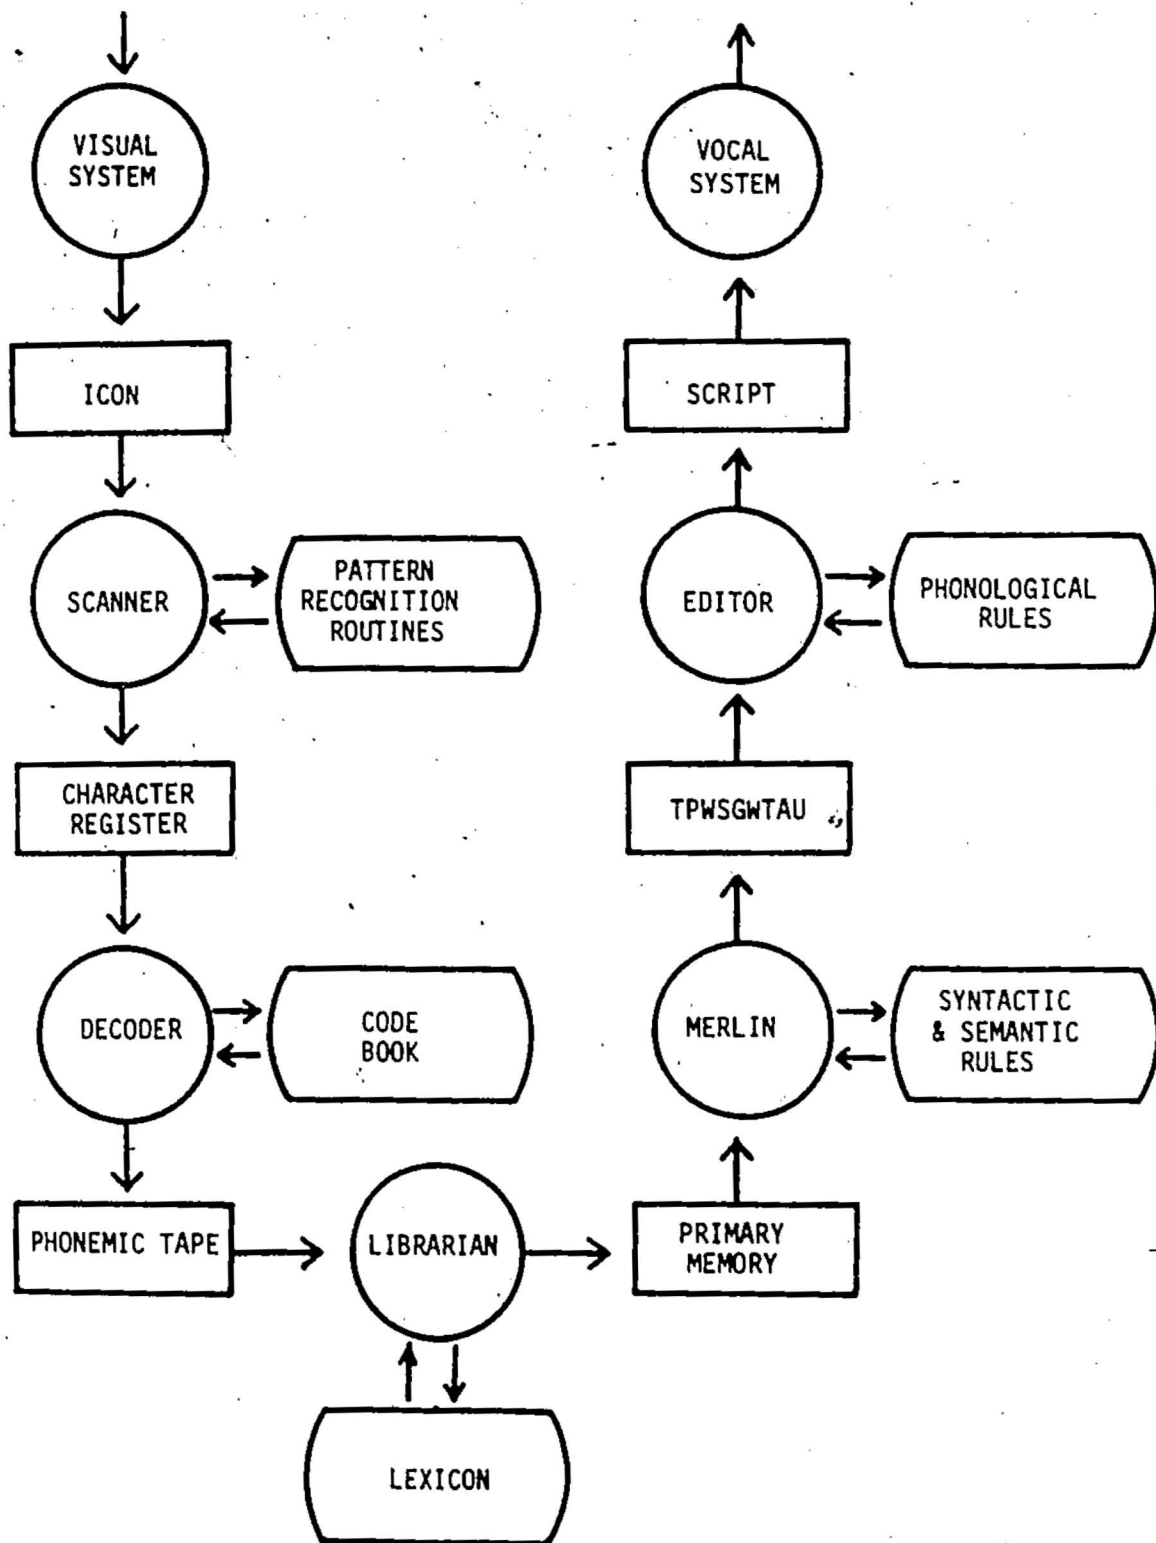 VISUAL
SYSTEM
ICON
SCANNER
PATTERN
RECOGNITION
ROUTINES
CHARACTER
REGISTER
DECODER
CODE
BOOK
PHONEMIC TAPE
LIBRARIAN
LEXICON
PRIMARY
MEMORY
MERLIN
SYNTACTIC
& SEMANTIC
RULES
TPWSGWTAU
EDITOR
PHONOLOGICAL
RULES
SCRIPT
VOCAL
SYSTEM